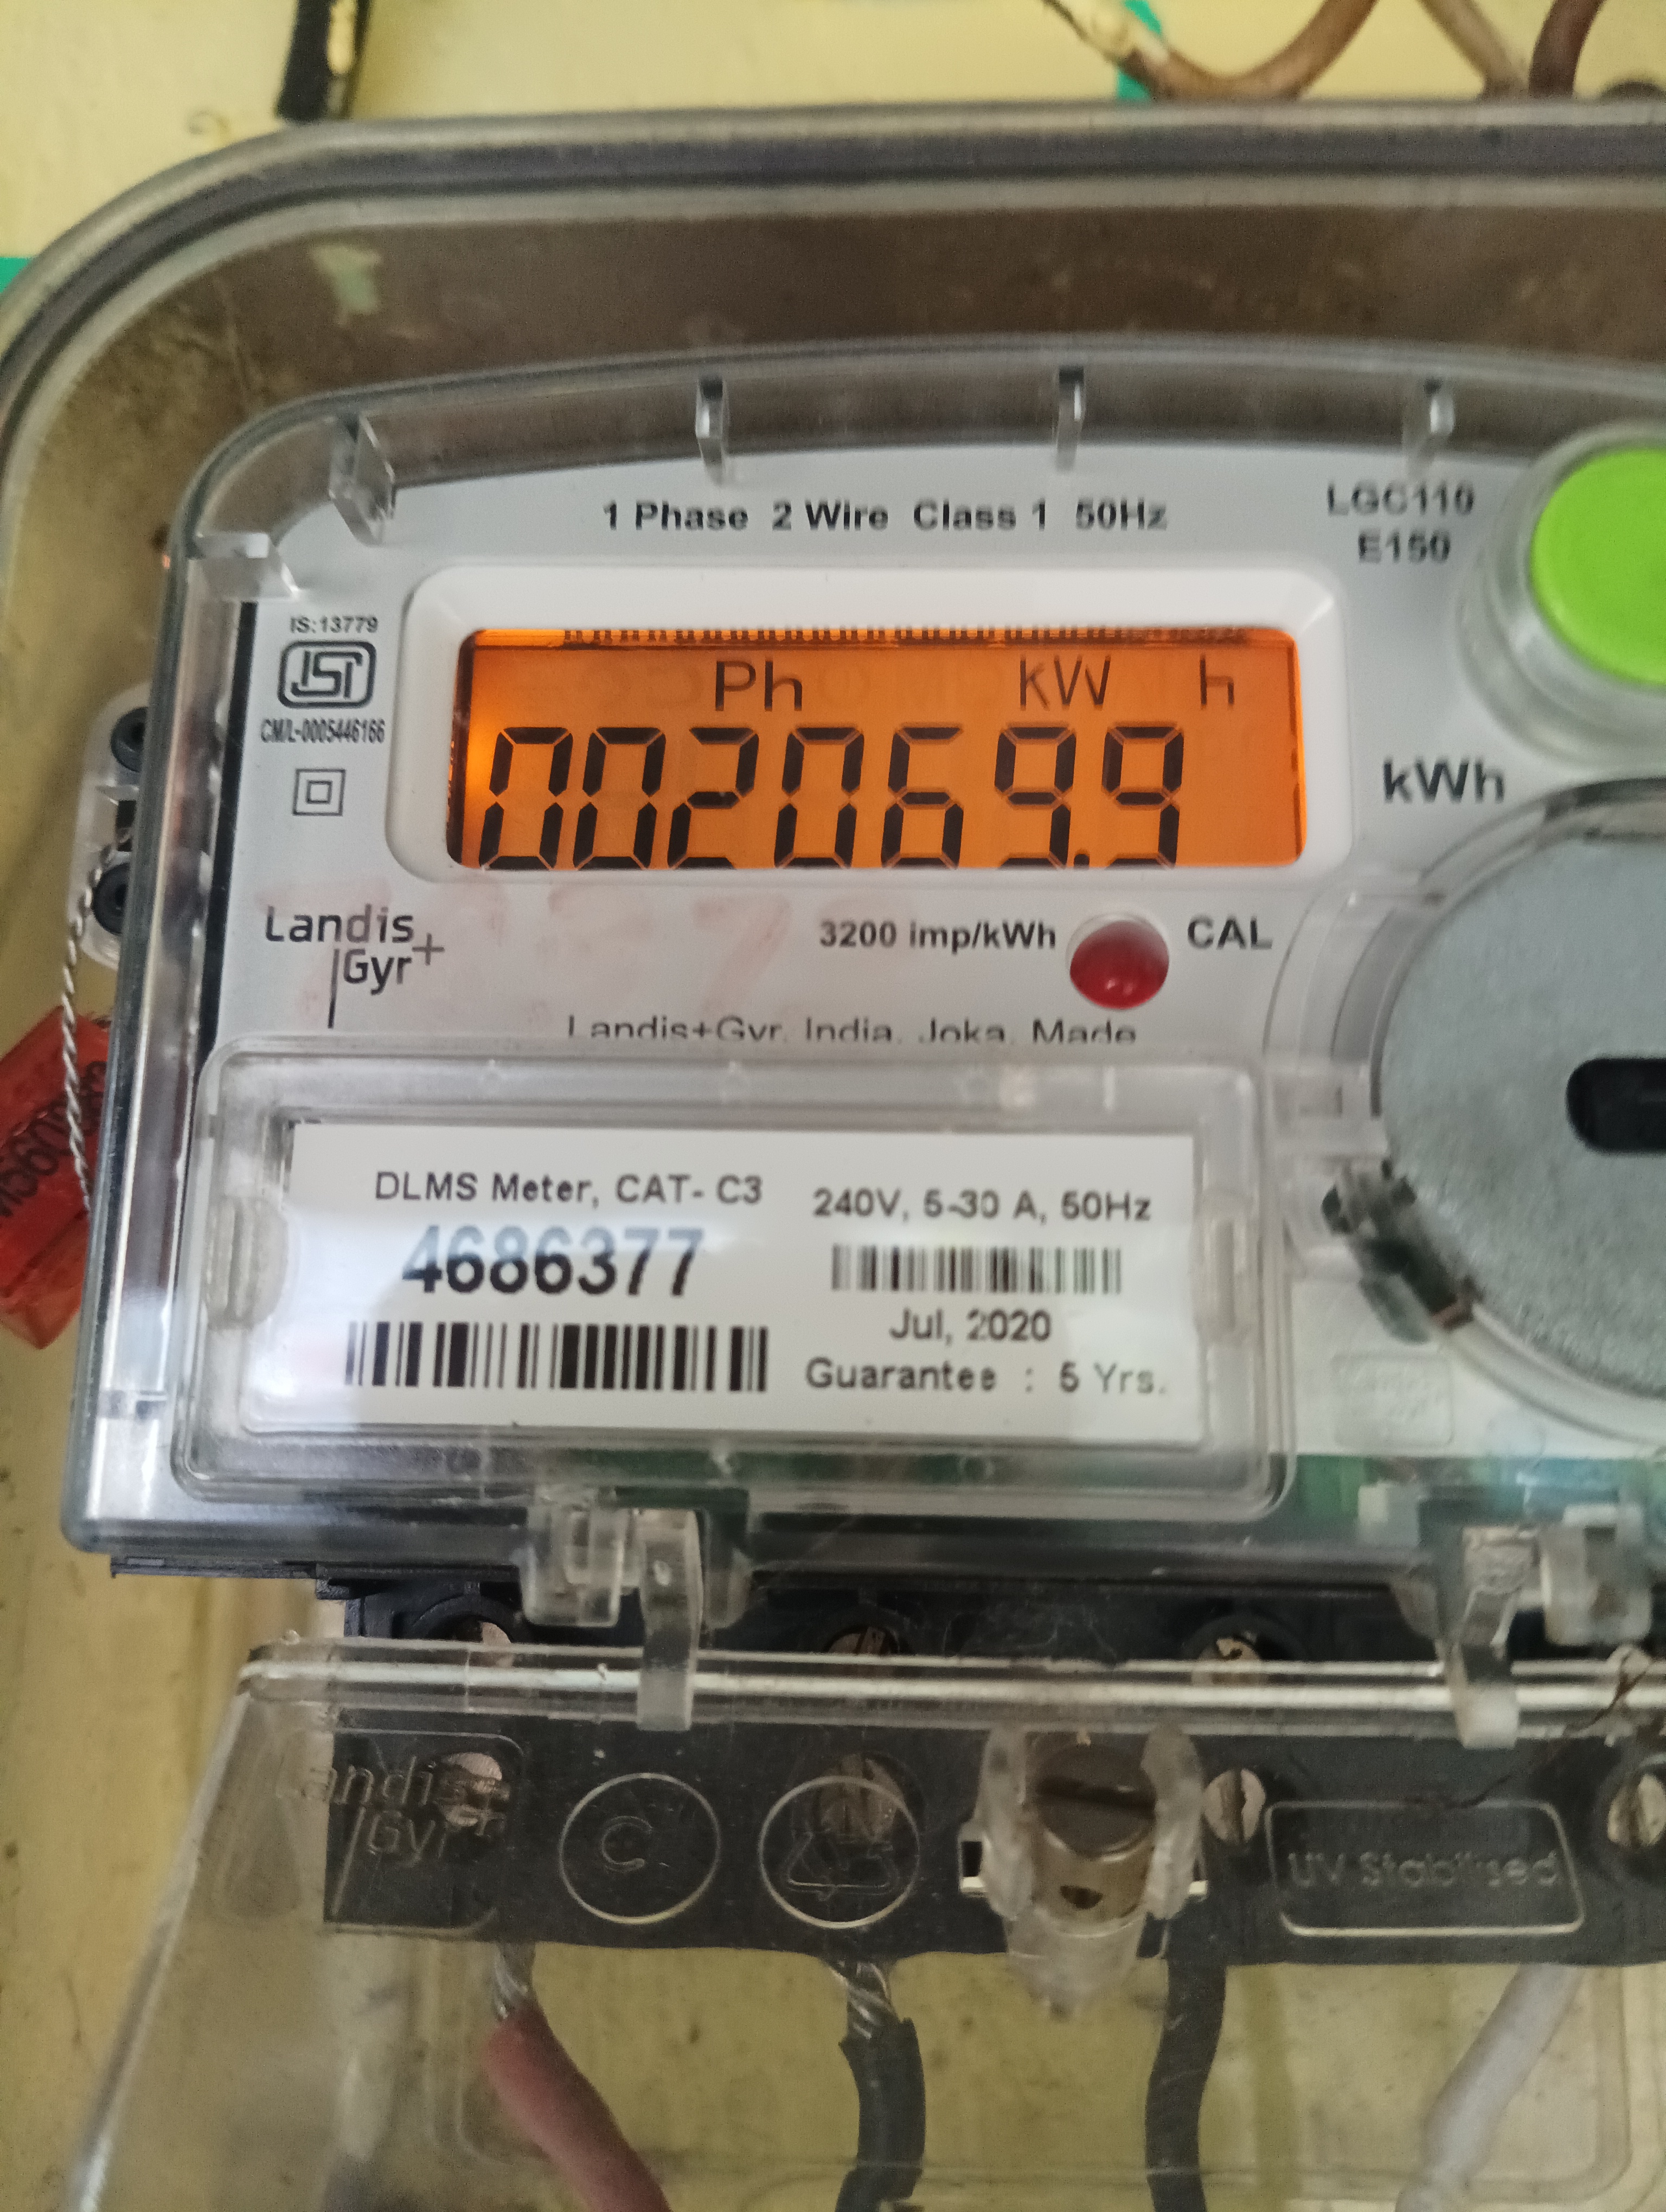 1 Phase 2 Wire Class 1 50Hz
LGC110
E150
IS:13779
ISI
CM/L-0005446166
Ph kW h
002069.9
kWh
Landis
Gyr+
3200 imp/kWh
CAL
Landis+Gyr, India, Joka, Made
DLMS Meter, CAT- C3
4686377
240V, 5-30 A, 50Hz
Jul, 2020
Guarantee : 5 Yrs.
Landis
Gyr+
C
UV Stabilised